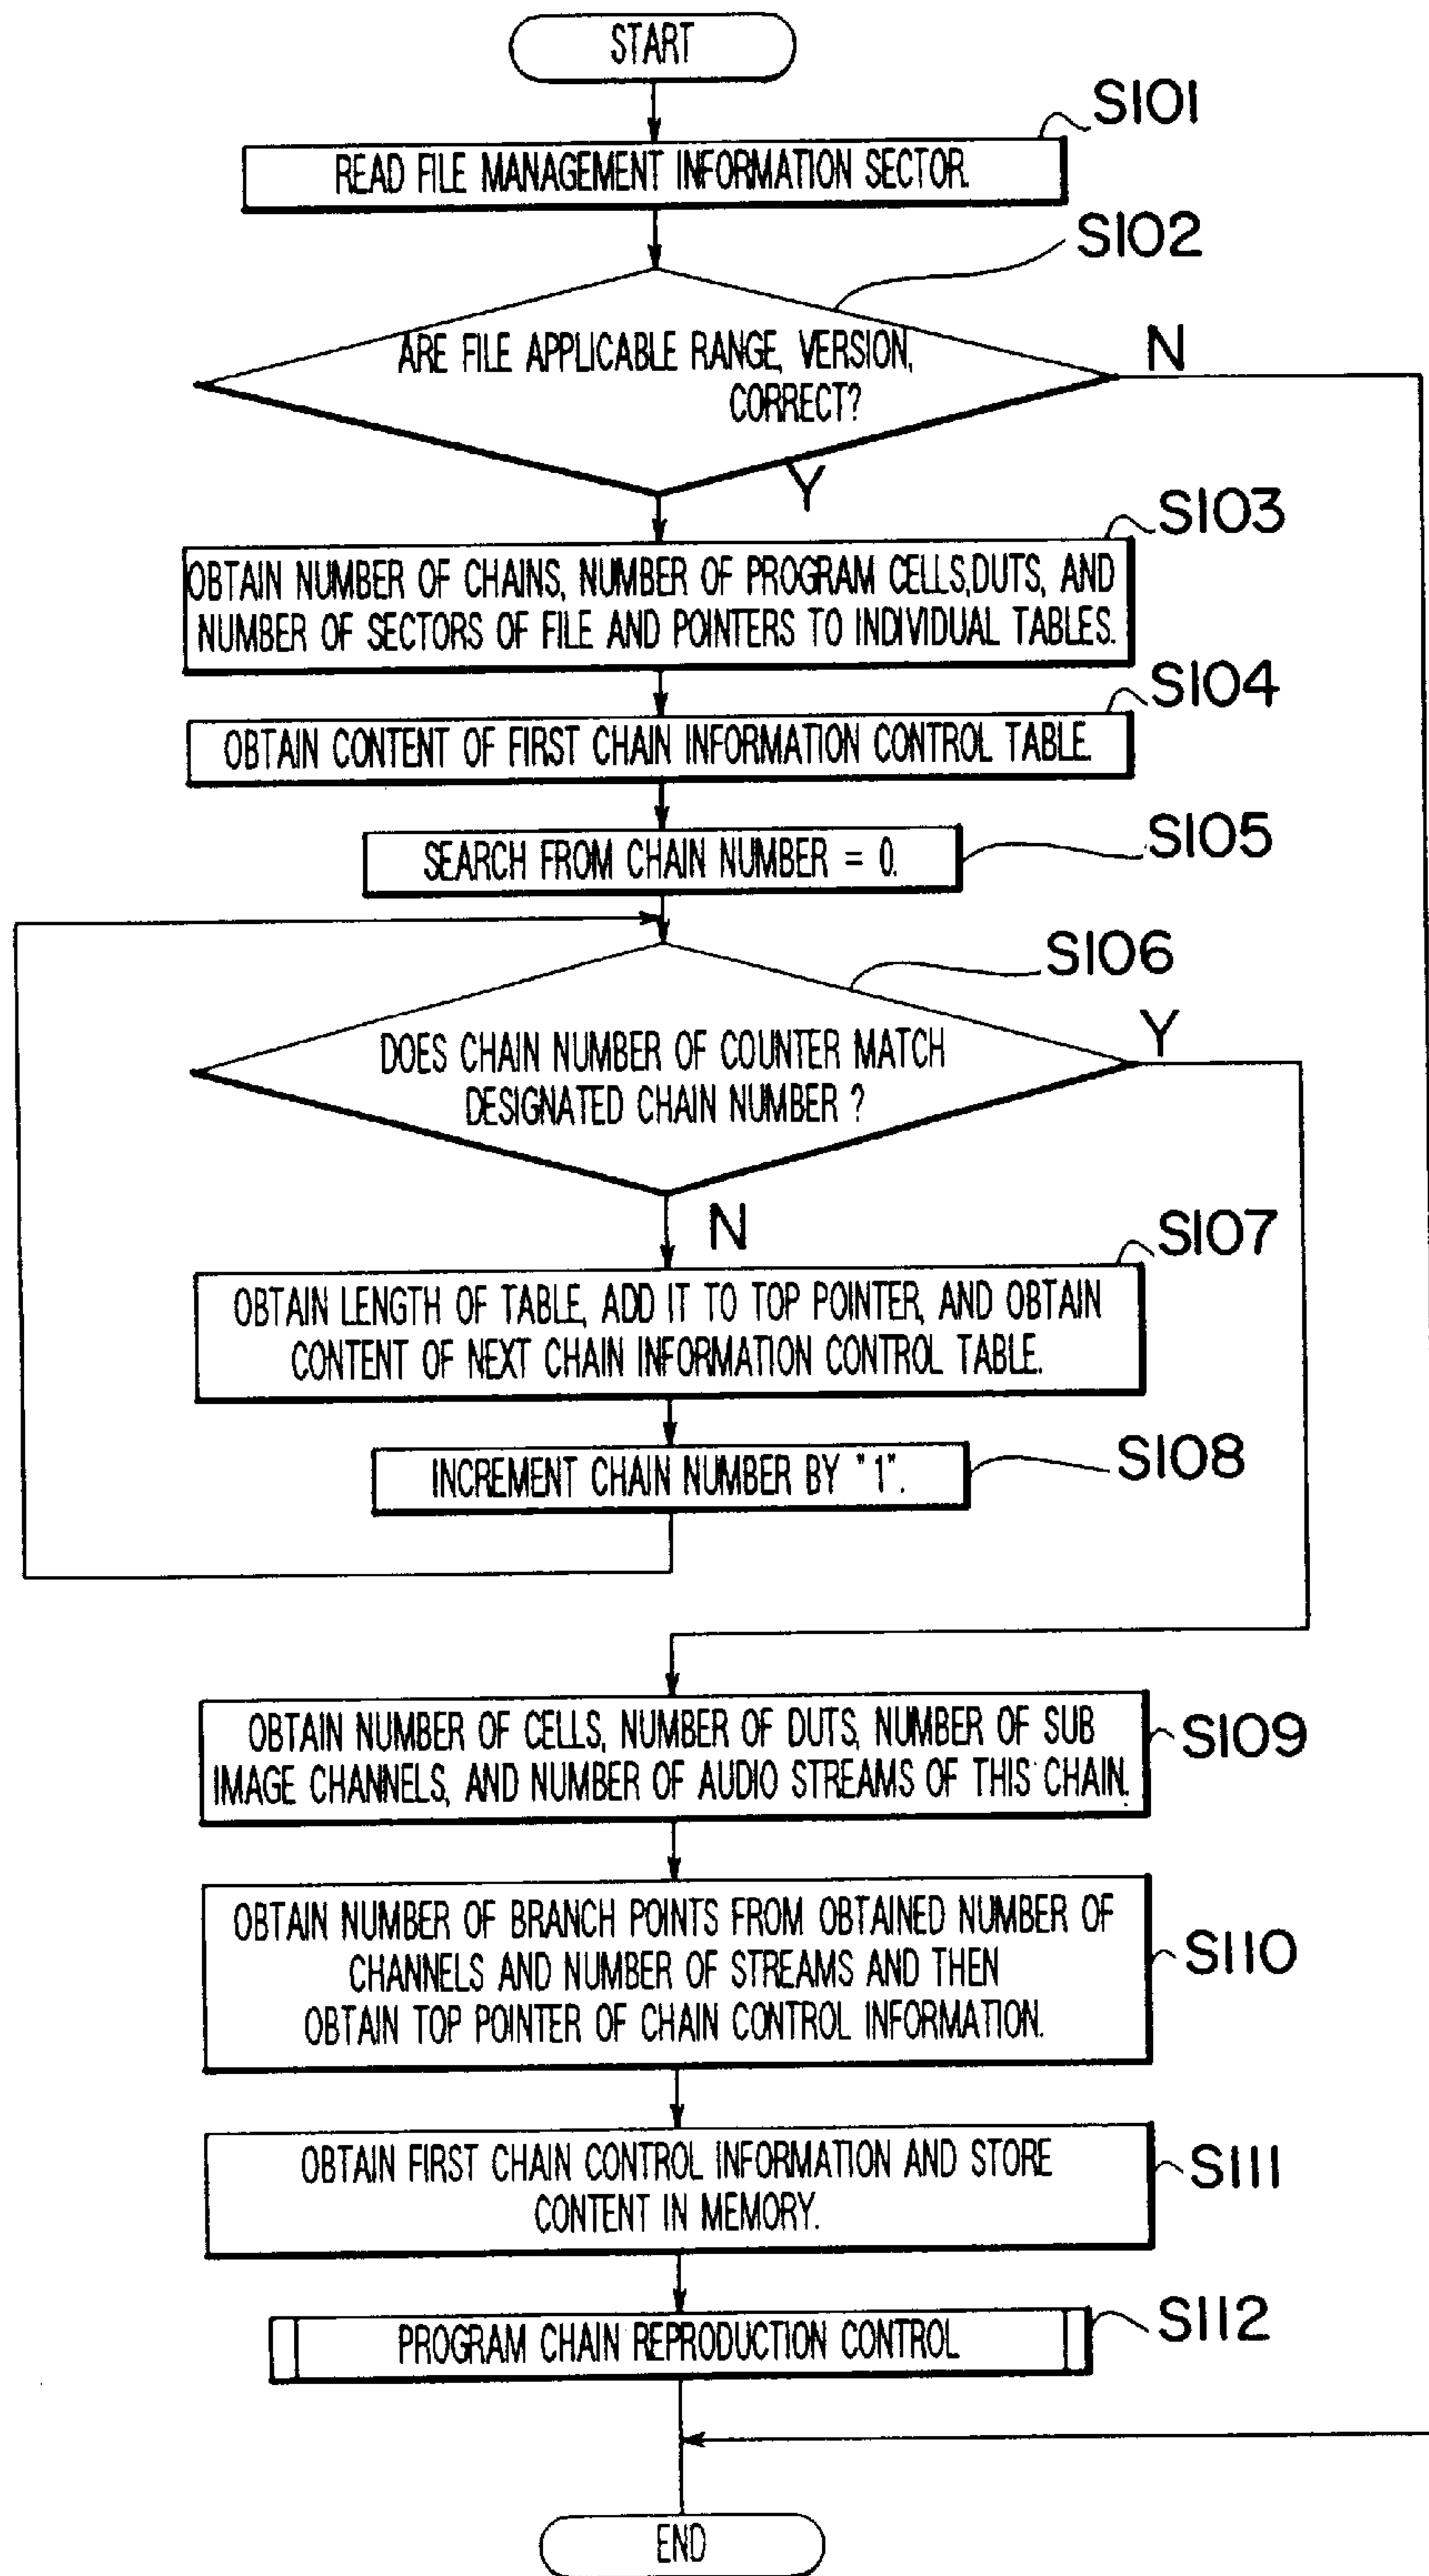 START
S101
READ FILE MANAGEMENT INFORMATION SECTOR.
S102
ARE FILE APPLICABLE RANGE, VERSION,
CORRECT?
N
Y
S103
OBTAIN NUMBER OF CHAINS, NUMBER OF PROGRAM CELLS,DUTS, AND
NUMBER OF SECTORS OF FILE AND POINTERS TO INDIVIDUAL TABLES.
S104
OBTAIN CONTENT OF FIRST CHAIN INFORMATION CONTROL TABLE.
S105
SEARCH FROM CHAIN NUMBER = 0.
S106
DOES CHAIN NUMBER OF COUNTER MATCH
DESIGNATED CHAIN NUMBER ?
Y
N
S107
OBTAIN LENGTH OF TABLE, ADD IT TO TOP POINTER, AND OBTAIN
CONTENT OF NEXT CHAIN INFORMATION CONTROL TABLE.
S108
INCREMENT CHAIN NUMBER BY "1".
OBTAIN NUMBER OF CELLS, NUMBER OF DUTS, NUMBER OF SUB
IMAGE CHANNELS, AND NUMBER OF AUDIO STREAMS OF THIS CHAIN.
S109
OBTAIN NUMBER OF BRANCH POINTS FROM OBTAINED NUMBER OF
CHANNELS AND NUMBER OF STREAMS AND THEN
OBTAIN TOP POINTER OF CHAIN CONTROL INFORMATION.
S110
OBTAIN FIRST CHAIN CONTROL INFORMATION AND STORE
CONTENT IN MEMORY.
S111
PROGRAM CHAIN REPRODUCTION CONTROL
S112
END